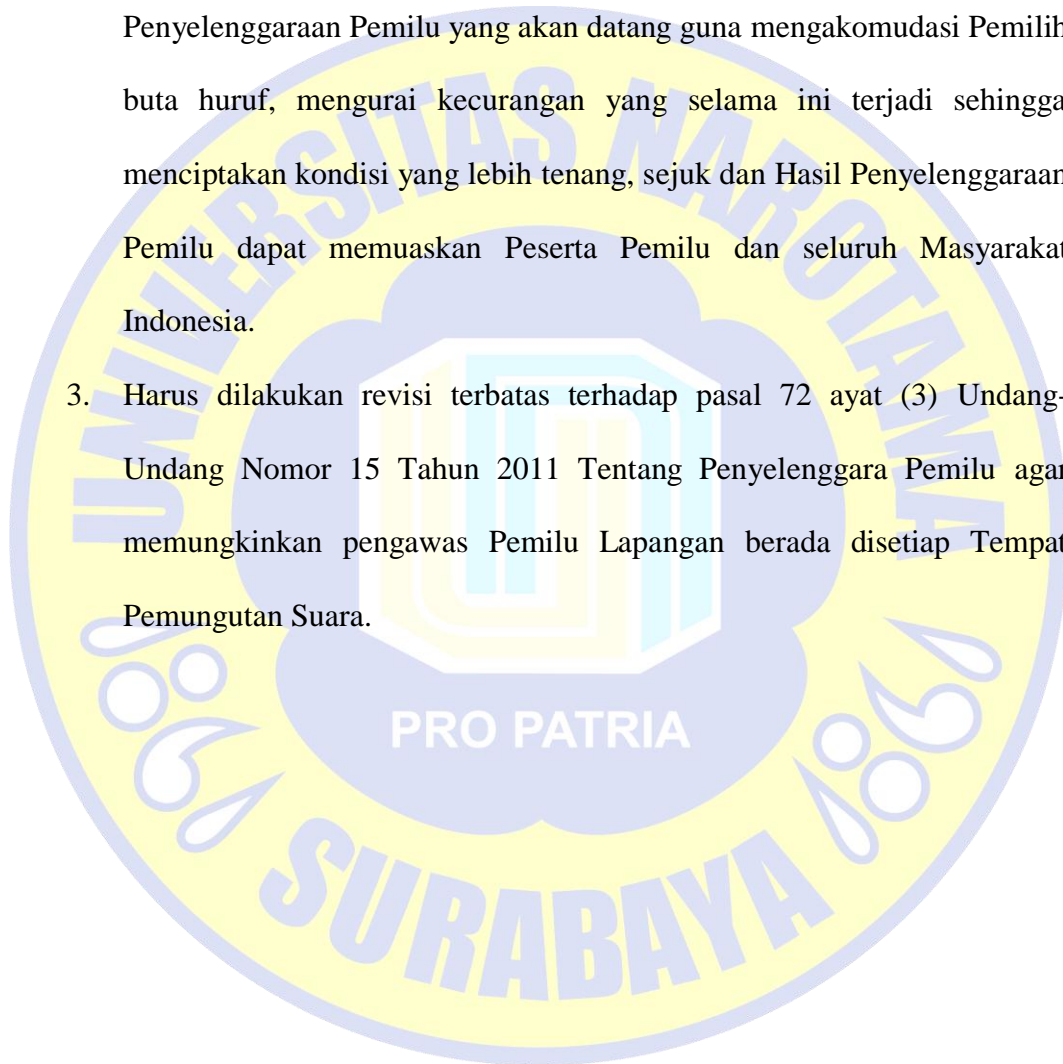 Penyelenggaraan Pemilu yang akan datang guna mengakomudasi Pemilih
buta huruf, mengurai kecurangan yang selama ini terjadi sehingga
menciptakan kondisi yang lebih tenang, sejuk dan Hasil Penyelenggaraan
Pemilu dapat memuaskan Peserta Pemilu dan seluruh Masyarakat
Indonesia.
3. Harus dilakukan revisi terbatas terhadap pasal 72 ayat (3) Undang-
Undang Nomor 15 Tahun 2011 Tentang Penyelenggara Pemilu agar
memungkinkan pengawas Pemilu Lapangan berada disetiap Tempat
Pemungutan Suara.
UNIVERSITAS NAROTAMA
PRO PATRIA
SURABAYA